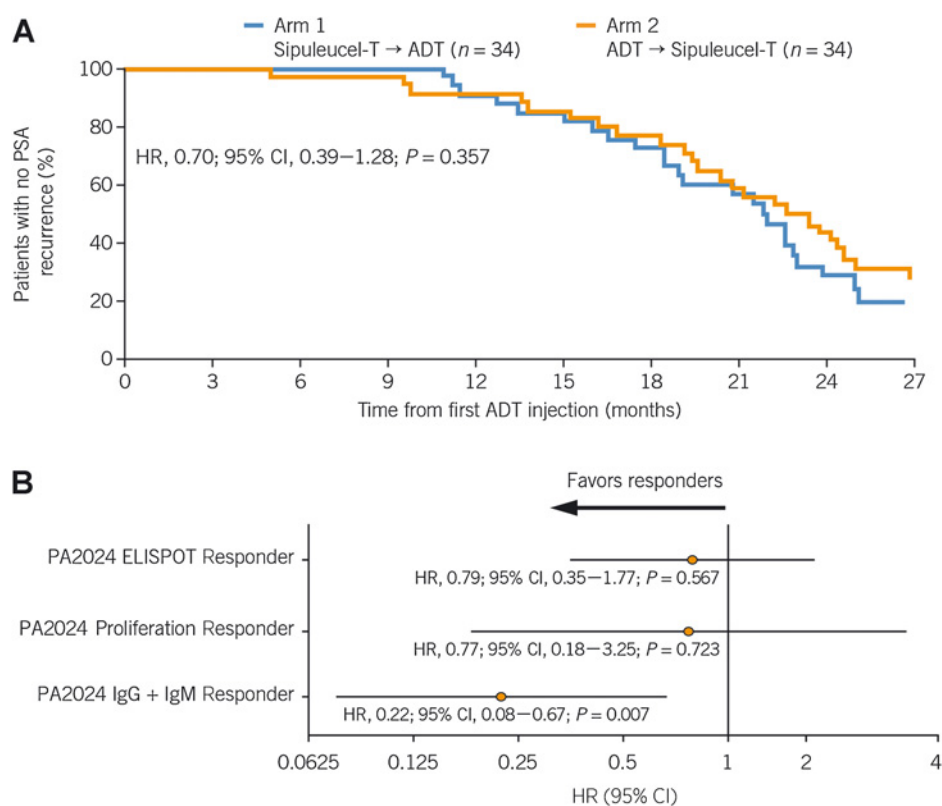 A
Arm 1
Sipuleucel-T → ADT (n = 34)
Arm 2
ADT → Sipuleucel-T (n = 34)
Patients with no PSA
recurrence (%)
100
80
60
40
20
0
HR, 0.70; 95% CI, 0.39–1.28; P = 0.357
0 3 6 9 12 15 18 21 24 27
Time from first ADT injection (months)
B
Favors responders
PA2024 ELISPOT Responder
HR, 0.79; 95% CI, 0.35–1.77; P = 0.567
PA2024 Proliferation Responder
HR, 0.77; 95% CI, 0.18–3.25; P = 0.723
PA2024 IgG + IgM Responder
HR, 0.22; 95% CI, 0.08–0.67; P = 0.007
0.0625 0.125 0.25 0.5 1 2 4
HR (95% CI)